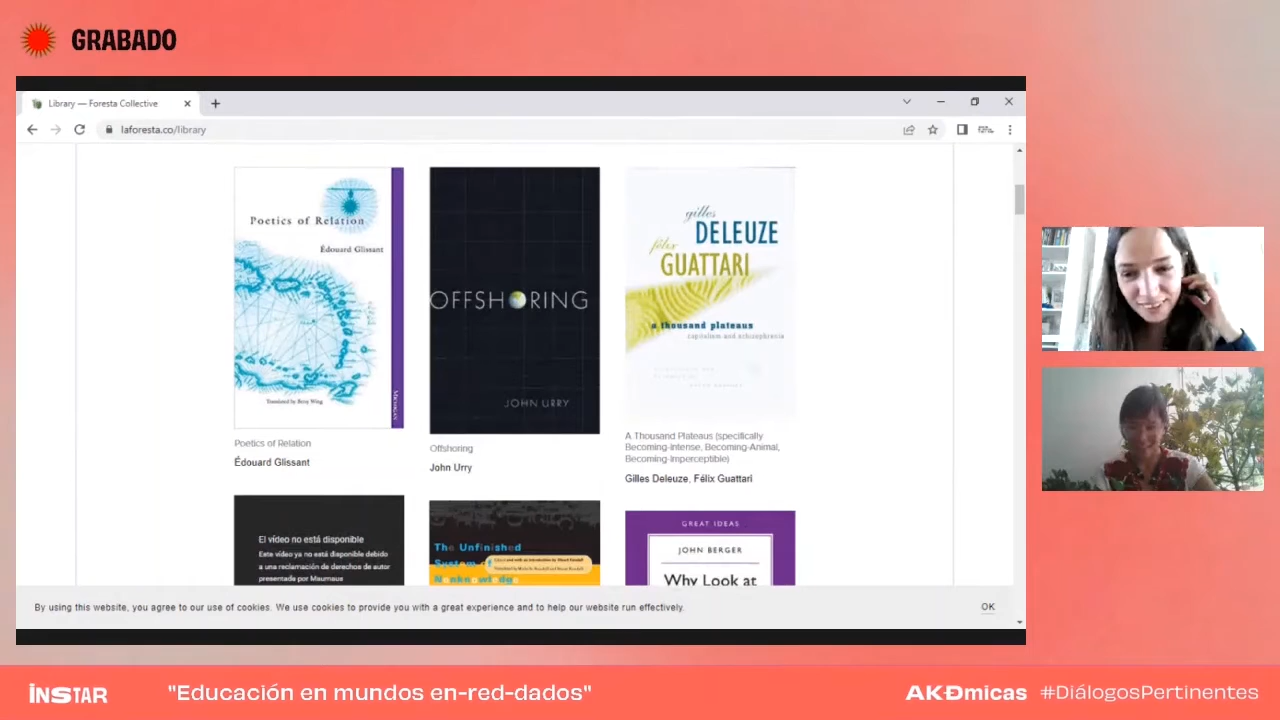 GRABADO
Library — Foresta Collective
laforesta.co/library
Poetics of Relation
Édouard Glissant
Translated by Betsy Wing
MICHIGAN
Poetics of Relation
Édouard Glissant
OFFSHORING
JOHN URRY
Offshoring
John Urry
gilles
DELEUZE
félix
GUATTARI
a thousand plateaus
capitalism and schizophrenia
A Thousand Plateaus (specifically
Becoming-Intense, Becoming-Animal,
Becoming-Imperceptible)
Gilles Deleuze, Félix Guattari
El vídeo no está disponible
Este vídeo ya no está disponible debido
a una reclamación de derechos de autor
presentada por Maumaus
The Unfinished
System of
Nonknowledge
GREAT IDEAS
JOHN BERGER
Why Look at
By using this website, you agree to our use of cookies. We use cookies to provide you with a great experience and to help our website run effectively.
OK
INSTAR
"Educación en mundos en-red-dados"
AKĐmicas #DiálogosPertinentes